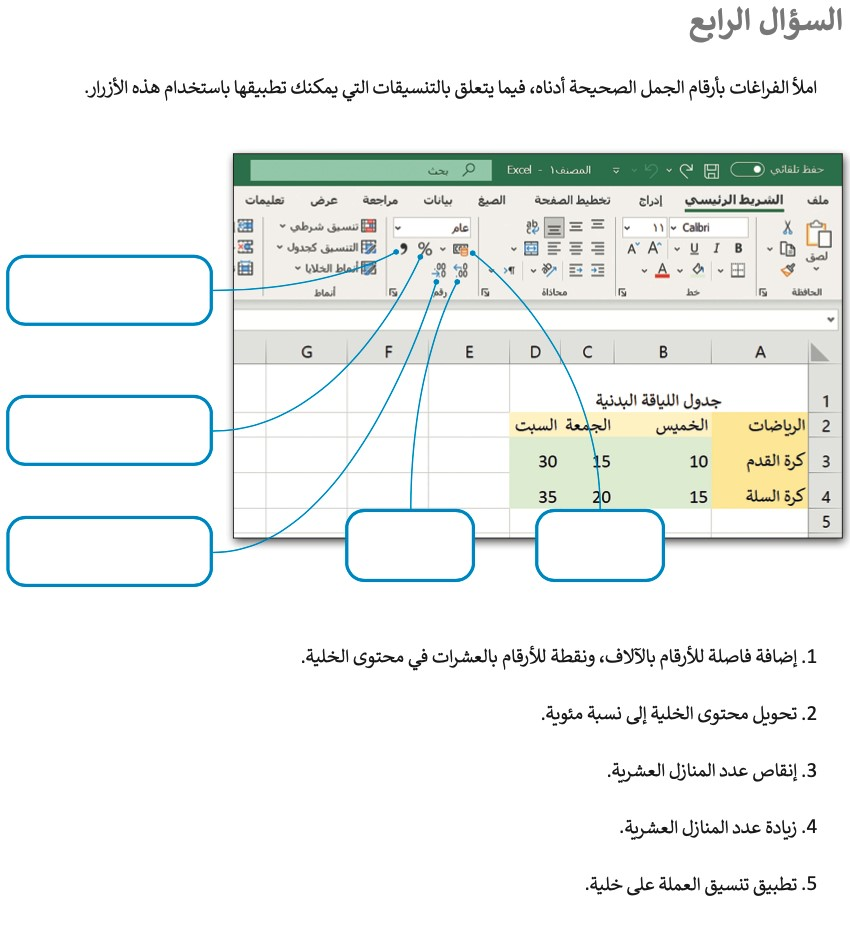 السؤال الرابع
املأ الفراغات بأرقام الجمل الصحيحة أدناه، فيما يتعلق بالتنسيقات التي يمكنك تطبيقها باستخدام هذه الأزرار.
حفظ تلقائي المصنف١ - Excel بحث
ملف الشريط الرئيسي إدراج تخطيط الصفحة الصيغ بيانات مراجعة عرض تعليمات
لصق Calibri ١١ عام تنسيق شرطي
B I U A A % التنسيق كجدول
A أنماط الخلايا
الحافظة خط محاذاة رقم أنماط
A B C D E F G
1 جدول اللياقة البدنية
2 الرياضات الخميس الجمعة السبت
3 كرة القدم 10 15 30
4 كرة السلة 15 20 35
5
1. إضافة فاصلة للأرقام بالآلاف، ونقطة للأرقام بالعشرات في محتوى الخلية.
2. تحويل محتوى الخلية إلى نسبة مئوية.
3. إنقاص عدد المنازل العشرية.
4. زيادة عدد المنازل العشرية.
5. تطبيق تنسيق العملة على خلية.